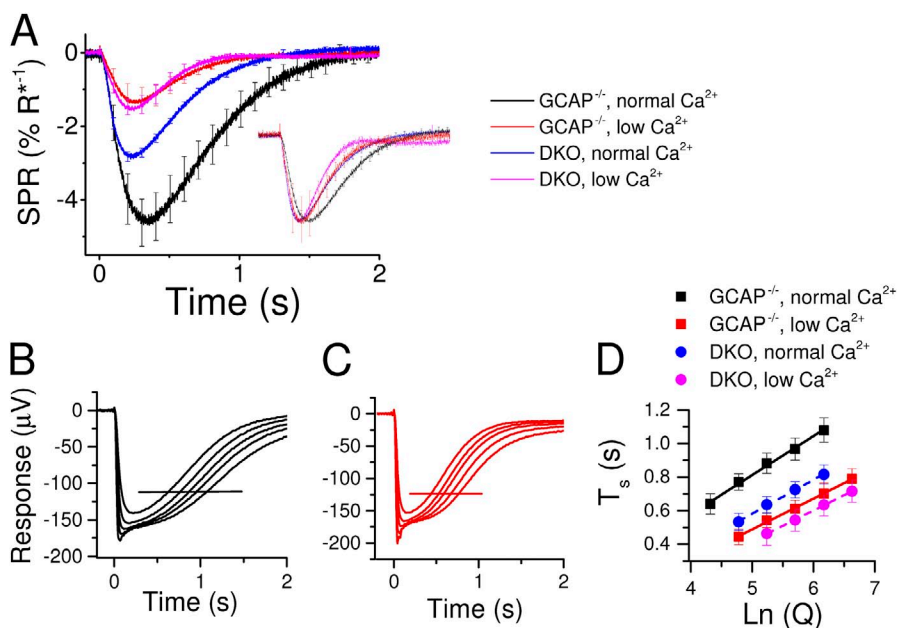 A
SPR (% R*⁻¹)
0
-2
-4
0
1
2
Time (s)
GCAP⁻/⁻, normal Ca²⁺
GCAP⁻/⁻, low Ca²⁺
DKO, normal Ca²⁺
DKO, low Ca²⁺
B
Response (μV)
0
-50
-100
-150
-200
0
1
2
Time (s)
C
0
-50
-100
-150
-200
0
1
2
Time (s)
GCAP⁻/⁻, normal Ca²⁺
GCAP⁻/⁻, low Ca²⁺
DKO, normal Ca²⁺
DKO, low Ca²⁺
D
Tₛ (s)
1.2
1.0
0.8
0.6
0.4
4
5
6
7
Ln (Q)